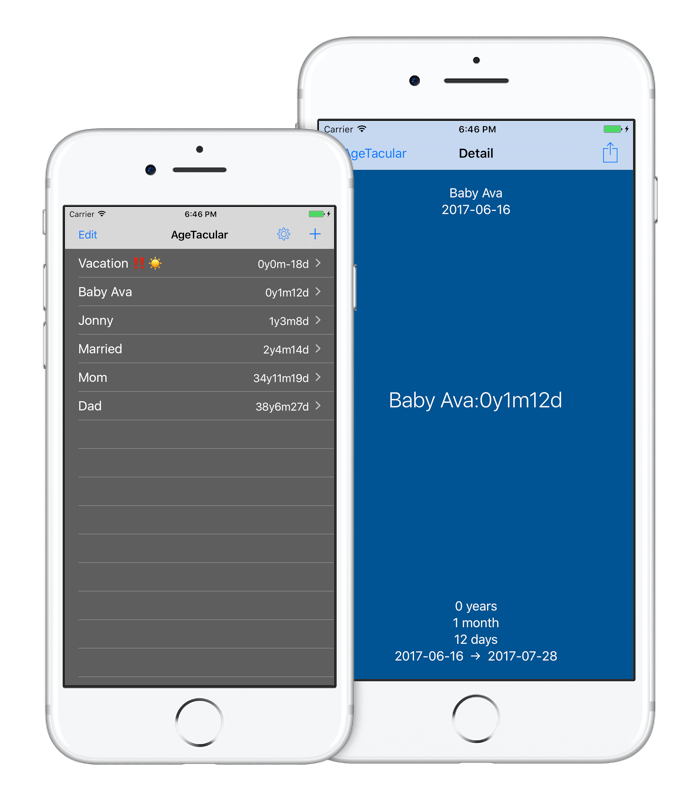 Carrier 6:46 PM
Edit AgeTacular +
Vacation ‼️☀️ 0y0m-18d >
Baby Ava 0y1m12d >
Jonny 1y3m8d >
Married 2y4m14d >
Mom 34y11m19d >
Dad 38y6m27d >
Carrier 6:46 PM
AgeTacular Detail
Baby Ava
2017-06-16
Baby Ava:0y1m12d
0 years
1 month
12 days
2017-06-16 → 2017-07-28